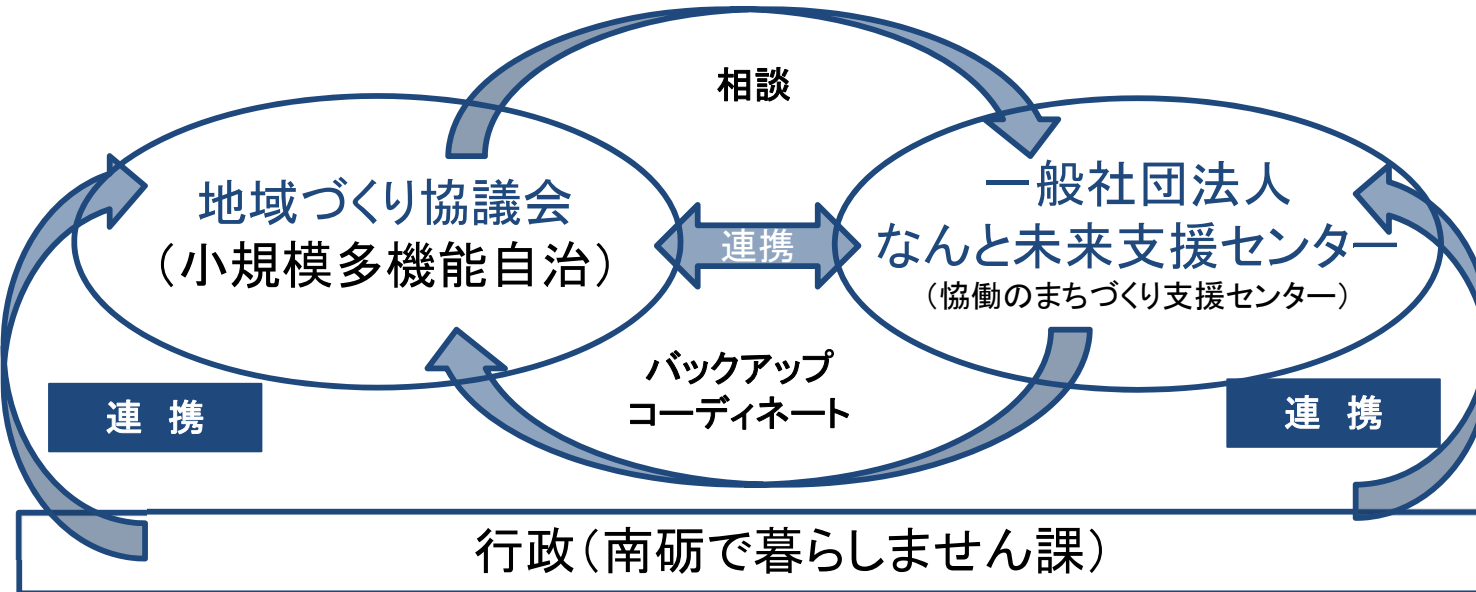 相談
地域づくり協議会
（小規模多機能自治）
連携
一般社団法人
なんと未来支援センター
（恊働のまちづくり支援センター）
バックアップ
コーディネート
連　携
連　携
行政（南砺で暮らしません課）